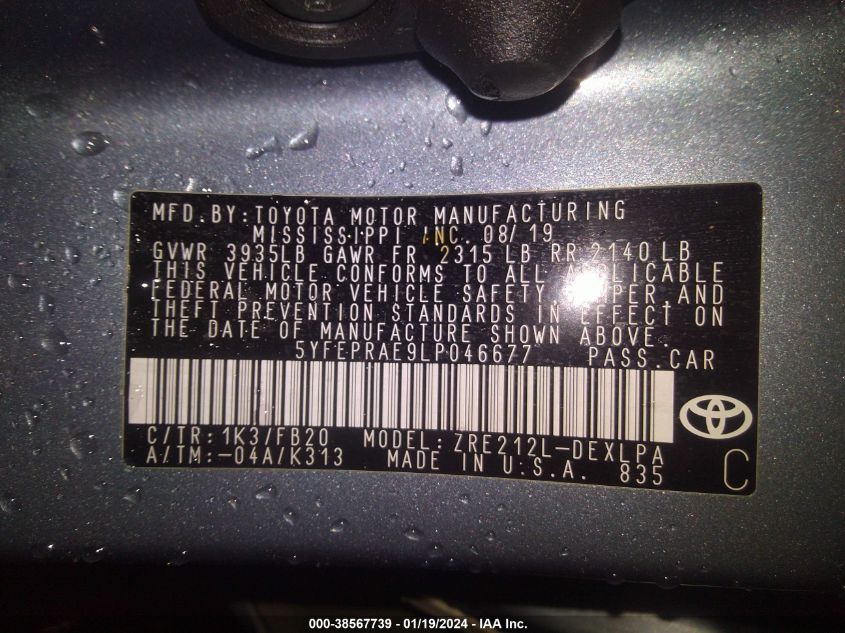 MFD.BY:TOYOTA MOTOR MANUFACTURING
MISSISSIPPI INC. 08/19
GVWR 3935LB GAWR FR 2315 LB RR 2140 LB
THIS VEHICLE CONFORMS TO ALL APPLICABLE
FEDERAL MOTOR VEHICLE SAFETY, AND
THEFT PREVENTION STANDARDS IN EFFECT ON
THE DATE OF MANUFACTURE SHOWN ABOVE.
5YFEPRAE9LP046677 PASS.CAR
C/TR:1K3/FB20 MODEL:ZRE212L-DEXLPA
A/TM:-04A/K313 MADE IN U.S.A. 835
C
000-38567739 - 01/19/2024 - IAA Inc.